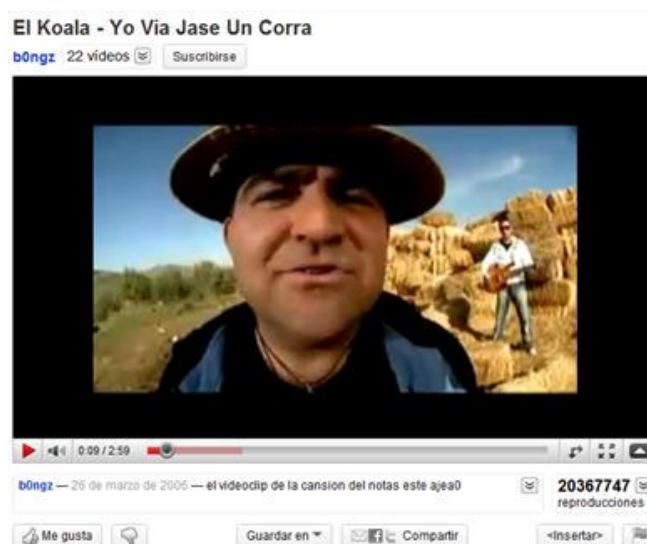 El Koala - Yo Via Jase Un Corra
b0ngz 22 vídeos Suscribirse
0:09 / 2:59
b0ngz — 26 de marzo de 2006 — el videoclip de la cansion del notas este ajea0
20367747
reproducciones
Me gusta Guardar en Compartir <Insertar>